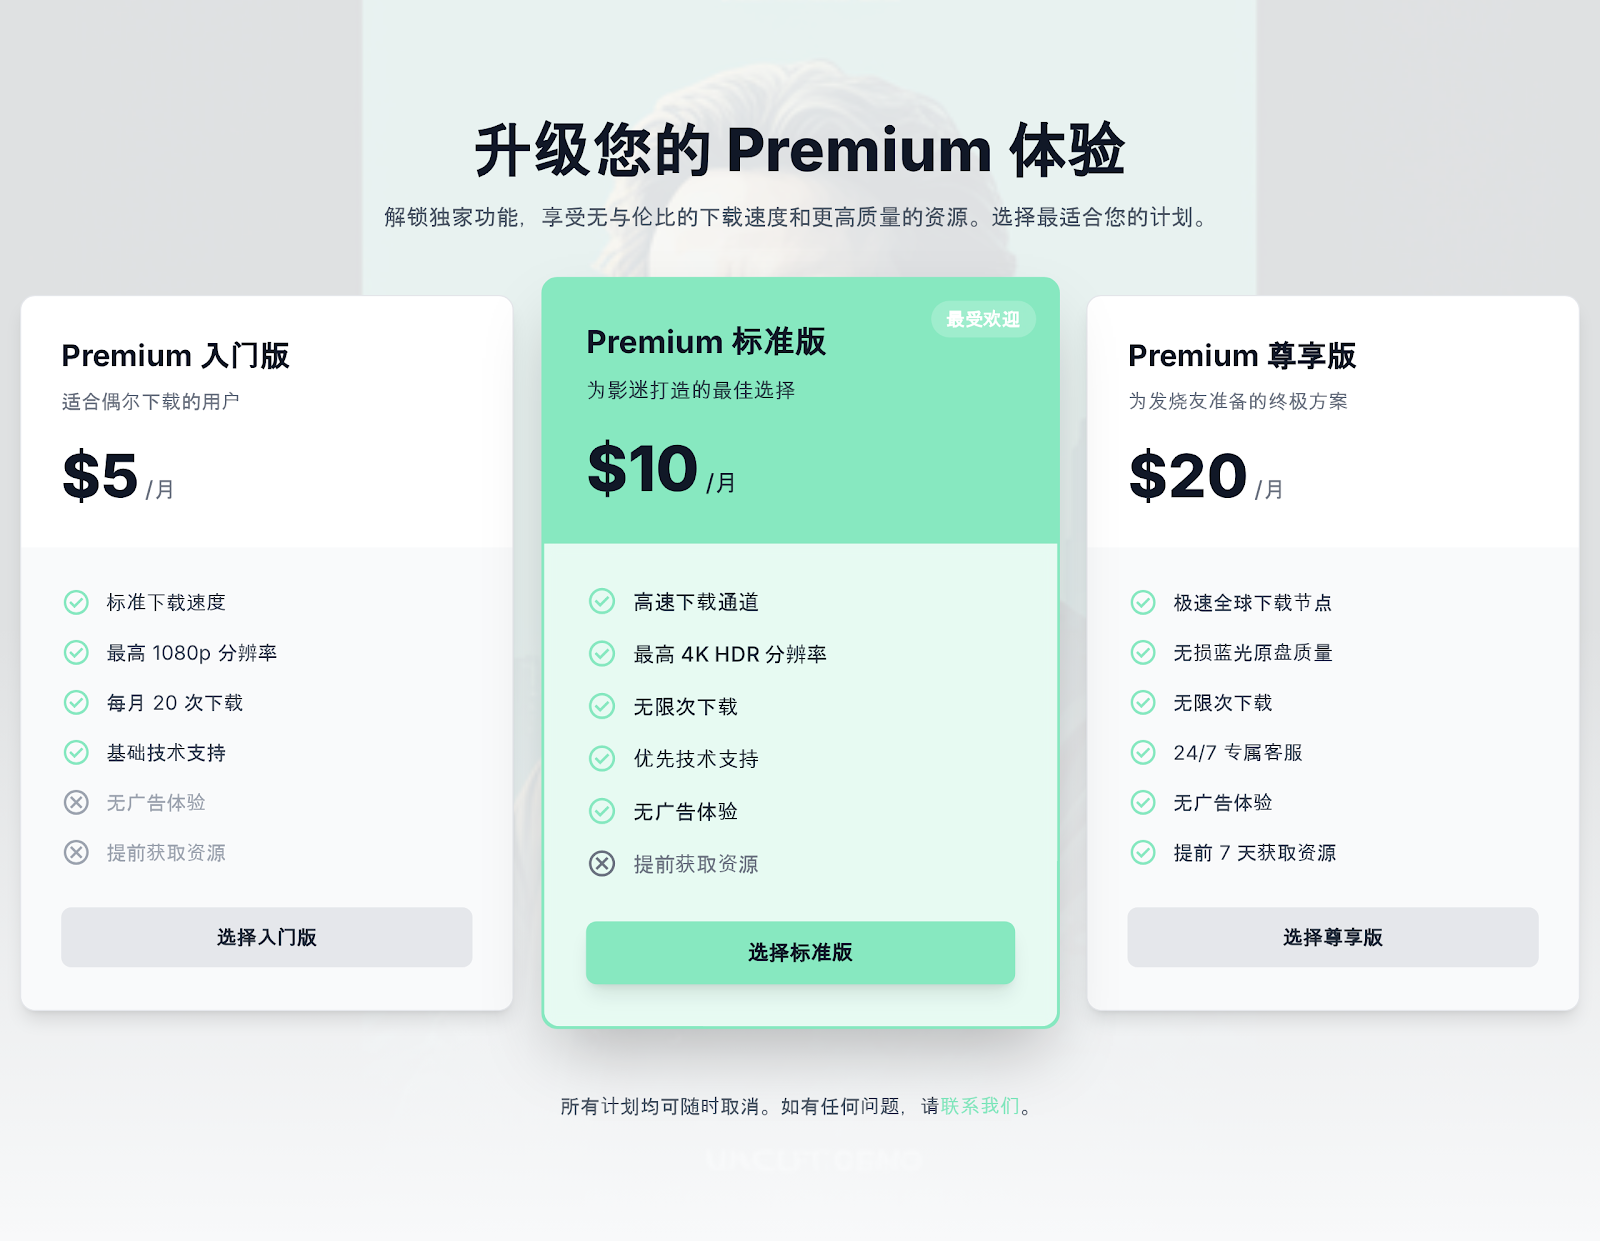 升级您的 Premium 体验
解锁独家功能，享受无与伦比的下载速度和更高质量的资源。选择最适合您的计划。
Premium 入门版
适合偶尔下载的用户
$5 /月
标准下载速度
最高 1080p 分辨率
每月 20 次下载
基础技术支持
无广告体验
提前获取资源
选择入门版
最受欢迎
Premium 标准版
为影迷打造的最佳选择
$10 /月
高速下载通道
最高 4K HDR 分辨率
无限次下载
优先技术支持
无广告体验
提前获取资源
选择标准版
Premium 尊享版
为发烧友准备的终极方案
$20 /月
极速全球下载节点
无损蓝光原盘质量
无限次下载
24/7 专属客服
无广告体验
提前 7 天获取资源
选择尊享版
所有计划均可随时取消。如有任何问题，请联系我们。